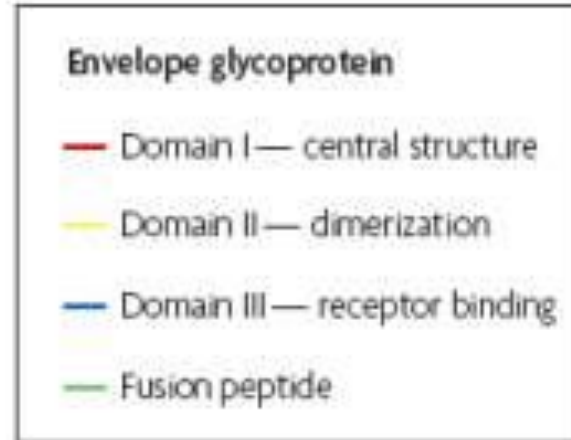 Envelope glycoprotein
Domain I — central structure
Domain II — dimerization
Domain III — receptor binding
Fusion peptide